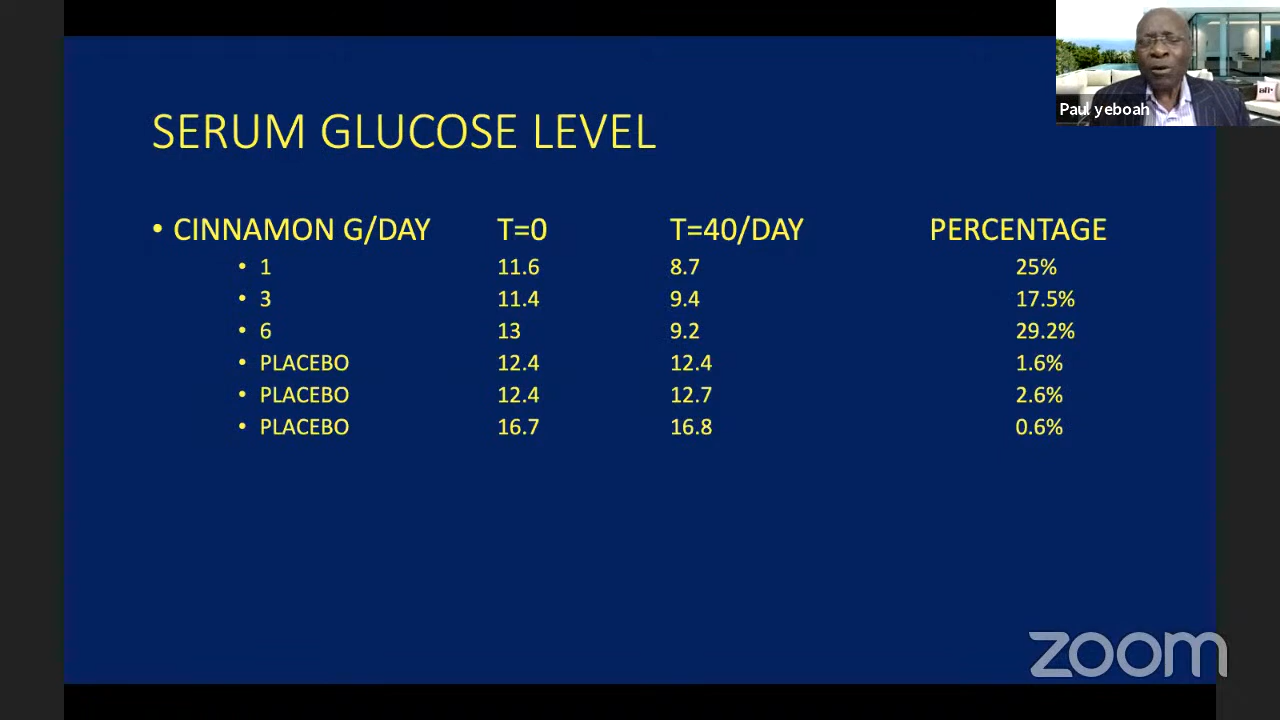 Paul yeboah
SERUM GLUCOSE LEVEL
• CINNAMON G/DAY T=0 T=40/DAY PERCENTAGE
• 1 11.6 8.7 25%
• 3 11.4 9.4 17.5%
• 6 13 9.2 29.2%
• PLACEBO 12.4 12.4 1.6%
• PLACEBO 12.4 12.7 2.6%
• PLACEBO 16.7 16.8 0.6%
zoom